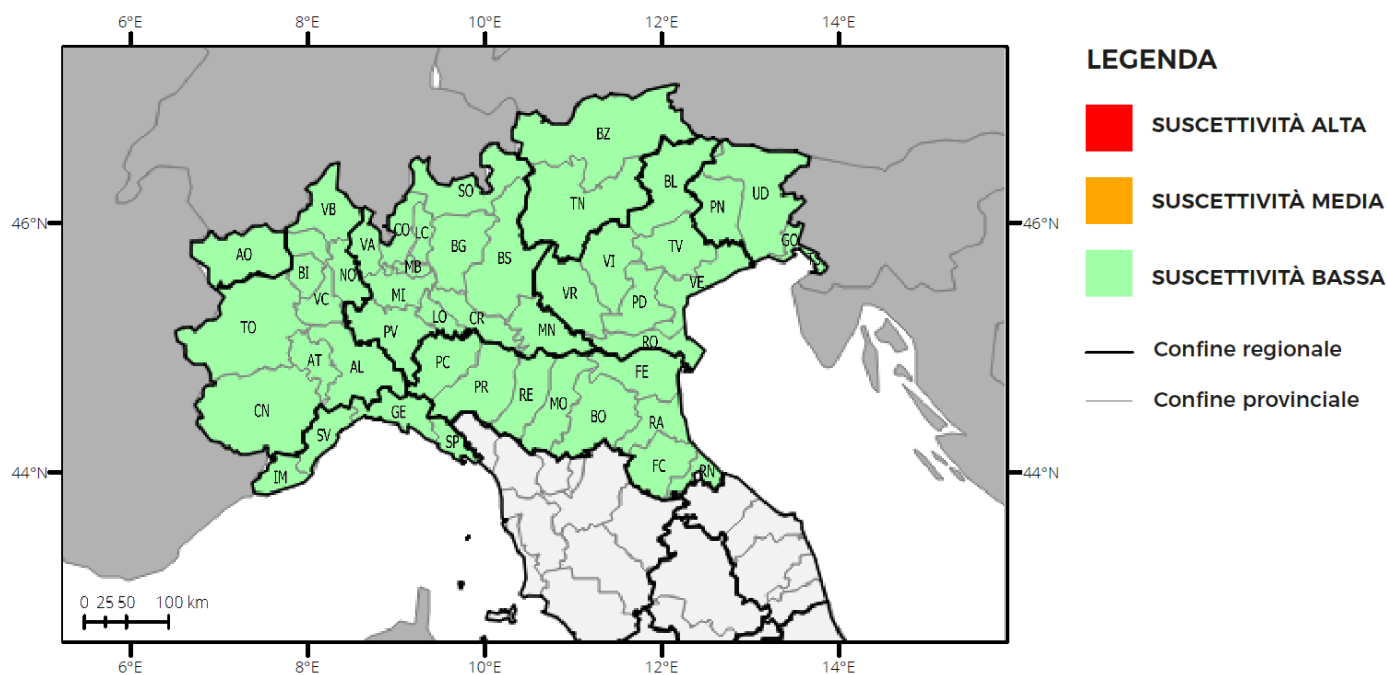 6°E 8°E 10°E 12°E 14°E
LEGENDA
SUSCETTIVITÀ ALTA
SUSCETTIVITÀ MEDIA
SUSCETTIVITÀ BASSA
Confine regionale
Confine provinciale
46°N 46°N
44°N 44°N
BZ
SO TN BL PN UD
VB
AO VA CO LC BG BS VI TV GO
BI NO MB VE
VC MI VR PD
TO PV LO CR MN RO
AT AL PC PR RE MO BO FE
CN SV GE SP RA
IM FC RN
0 25 50 100 km
6°E 8°E 10°E 12°E 14°E